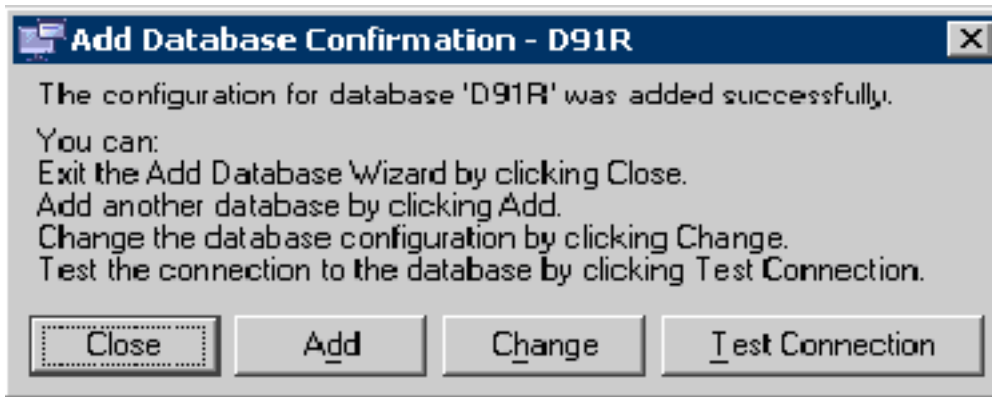 Add Database Confirmation - D91R
The configuration for database 'D91R' was added successfully.
You can:
Exit the Add Database Wizard by clicking Close.
Add another database by clicking Add.
Change the database configuration by clicking Change.
Test the connection to the database by clicking Test Connection.
Close Add Change Test Connection